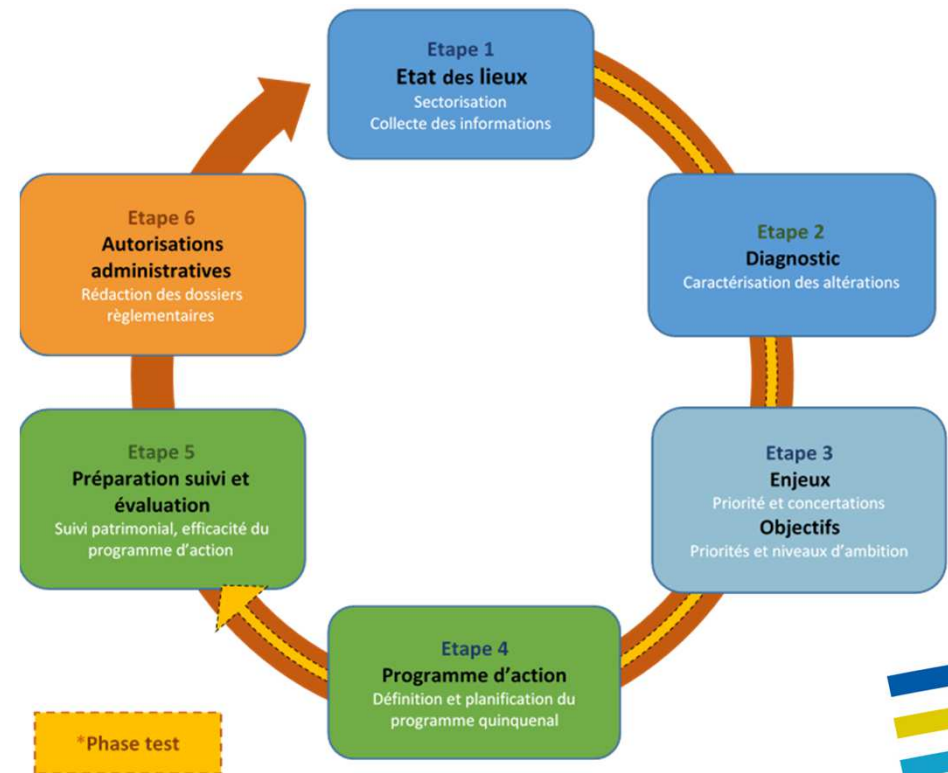 Etape 1
Etat des lieux
Sectorisation
Collecte des informations
Etape 2
Diagnostic
Caractérisation des altérations
Etape 3
Enjeux
Priorité et concertations
Objectifs
Priorités et niveaux d'ambition
Etape 4
Programme d'action
Définition et planification du
programme quinquenal
Etape 5
Préparation suivi et
évaluation
Suivi patrimonial, efficacité du
programme d'action
Etape 6
Autorisations
administratives
Rédaction des dossiers
règlementaires
*Phase test